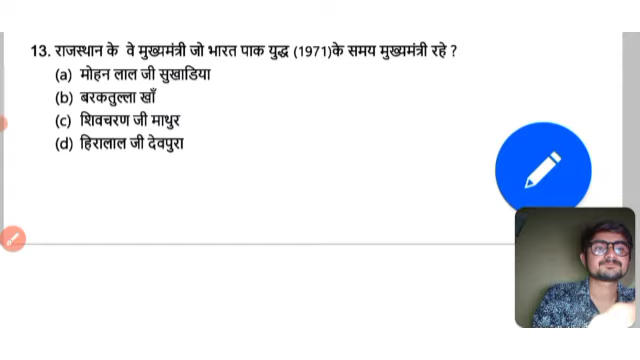 13. राजस्थान के वे मुख्यमंत्री जो भारत पाक युद्ध (1971)के समय मुख्यमंत्री रहे ?
(a) मोहन लाल जी सुखाडिया
(b) बरकतुल्ला खाँ
(c) शिवचरण जी माथुर
(d) हिरालाल जी देवपुरा